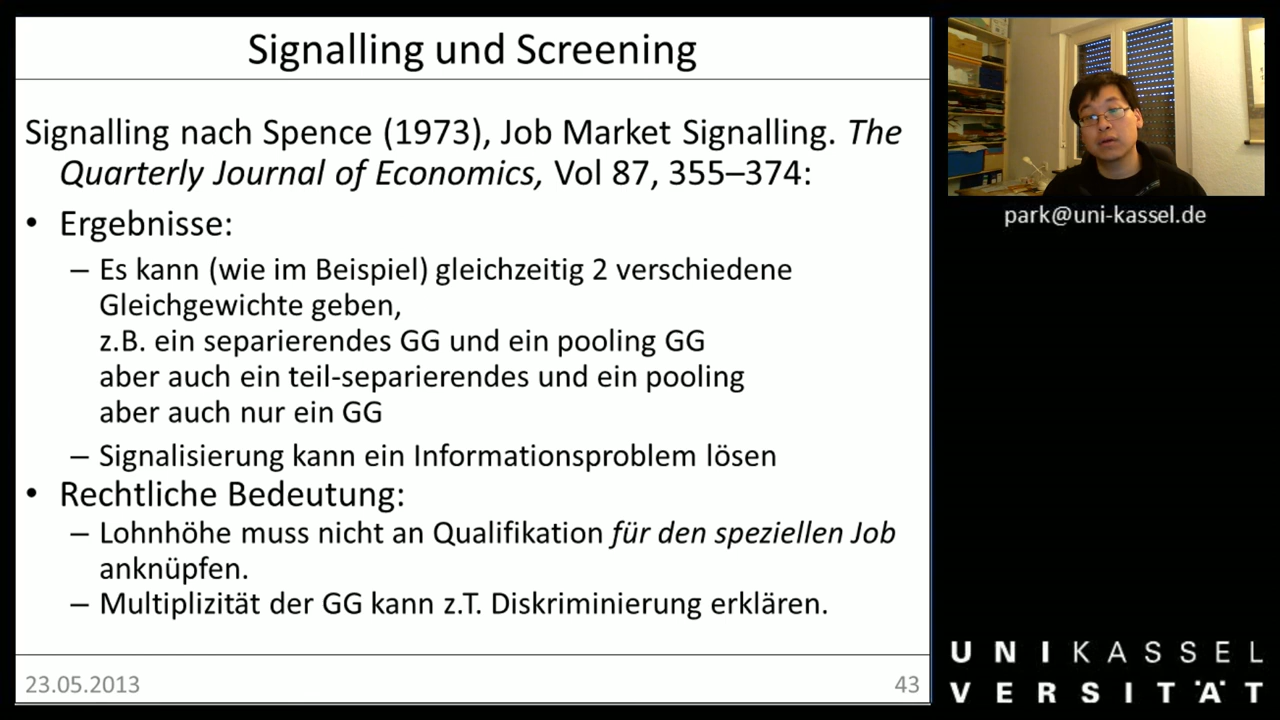 Signalling und Screening
Signalling nach Spence (1973), Job Market Signalling. The
Quarterly Journal of Economics, Vol 87, 355–374:
• Ergebnisse:
– Es kann (wie im Beispiel) gleichzeitig 2 verschiedene
Gleichgewichte geben,
z.B. ein separierendes GG und ein pooling GG
aber auch ein teil-separierendes und ein pooling
aber auch nur ein GG
– Signalisierung kann ein Informationsproblem lösen
• Rechtliche Bedeutung:
– Lohnhöhe muss nicht an Qualifikation für den speziellen Job
anknüpfen.
– Multiplizität der GG kann z.T. Diskriminierung erklären.
23.05.2013
43
park@uni-kassel.de
UNIKASSEL
VERSITÄT